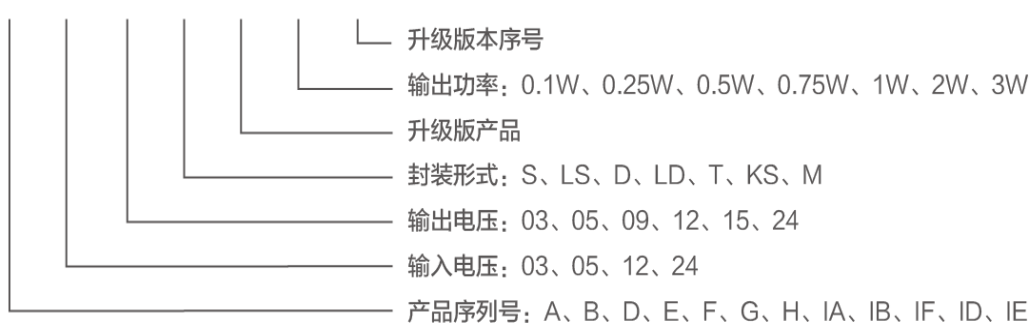 升级版本序号
输出功率：0.1W、0.25W、0.5W、0.75W、1W、2W、3W
升级版产品
封装形式：S、LS、D、LD、T、KS、M
输出电压：03、05、09、12、15、24
输入电压：03、05、12、24
产品序列号：A、B、D、E、F、G、H、IA、IB、IF、ID、IE